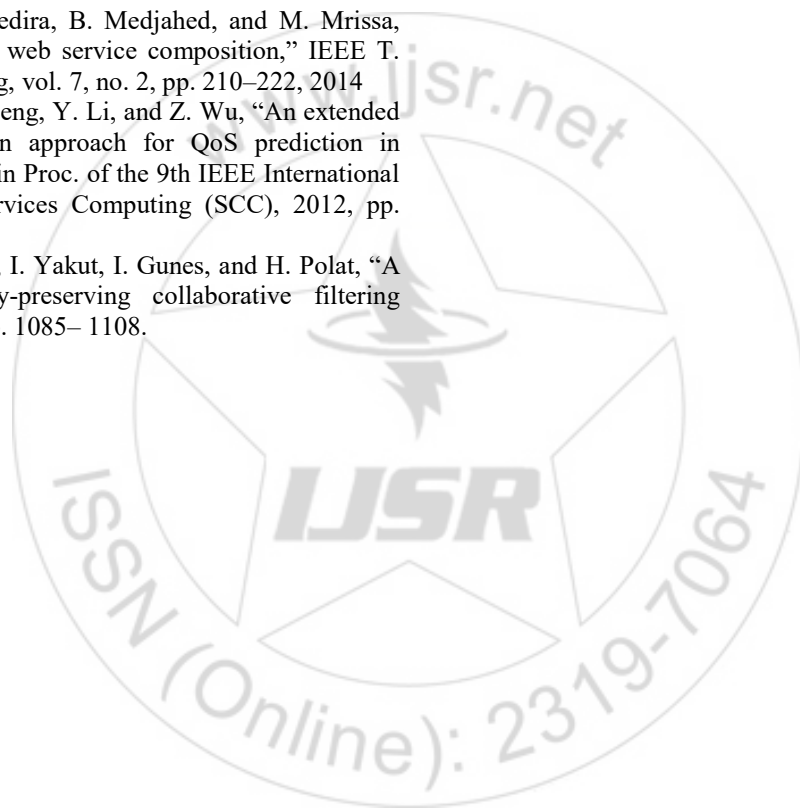 edira, B. Medjahed, and M. Mrissa,
web service composition,” IEEE T.
g, vol. 7, no. 2, pp. 210–222, 2014
eng, Y. Li, and Z. Wu, “An extended
n approach for QoS prediction in
in Proc. of the 9th IEEE International
rvices Computing (SCC), 2012, pp.
, I. Yakut, I. Gunes, and H. Polat, “A
y-preserving collaborative filtering
. 1085– 1108.
www.ijsr.net
IJSR
ISSN (Online): 2319-7064